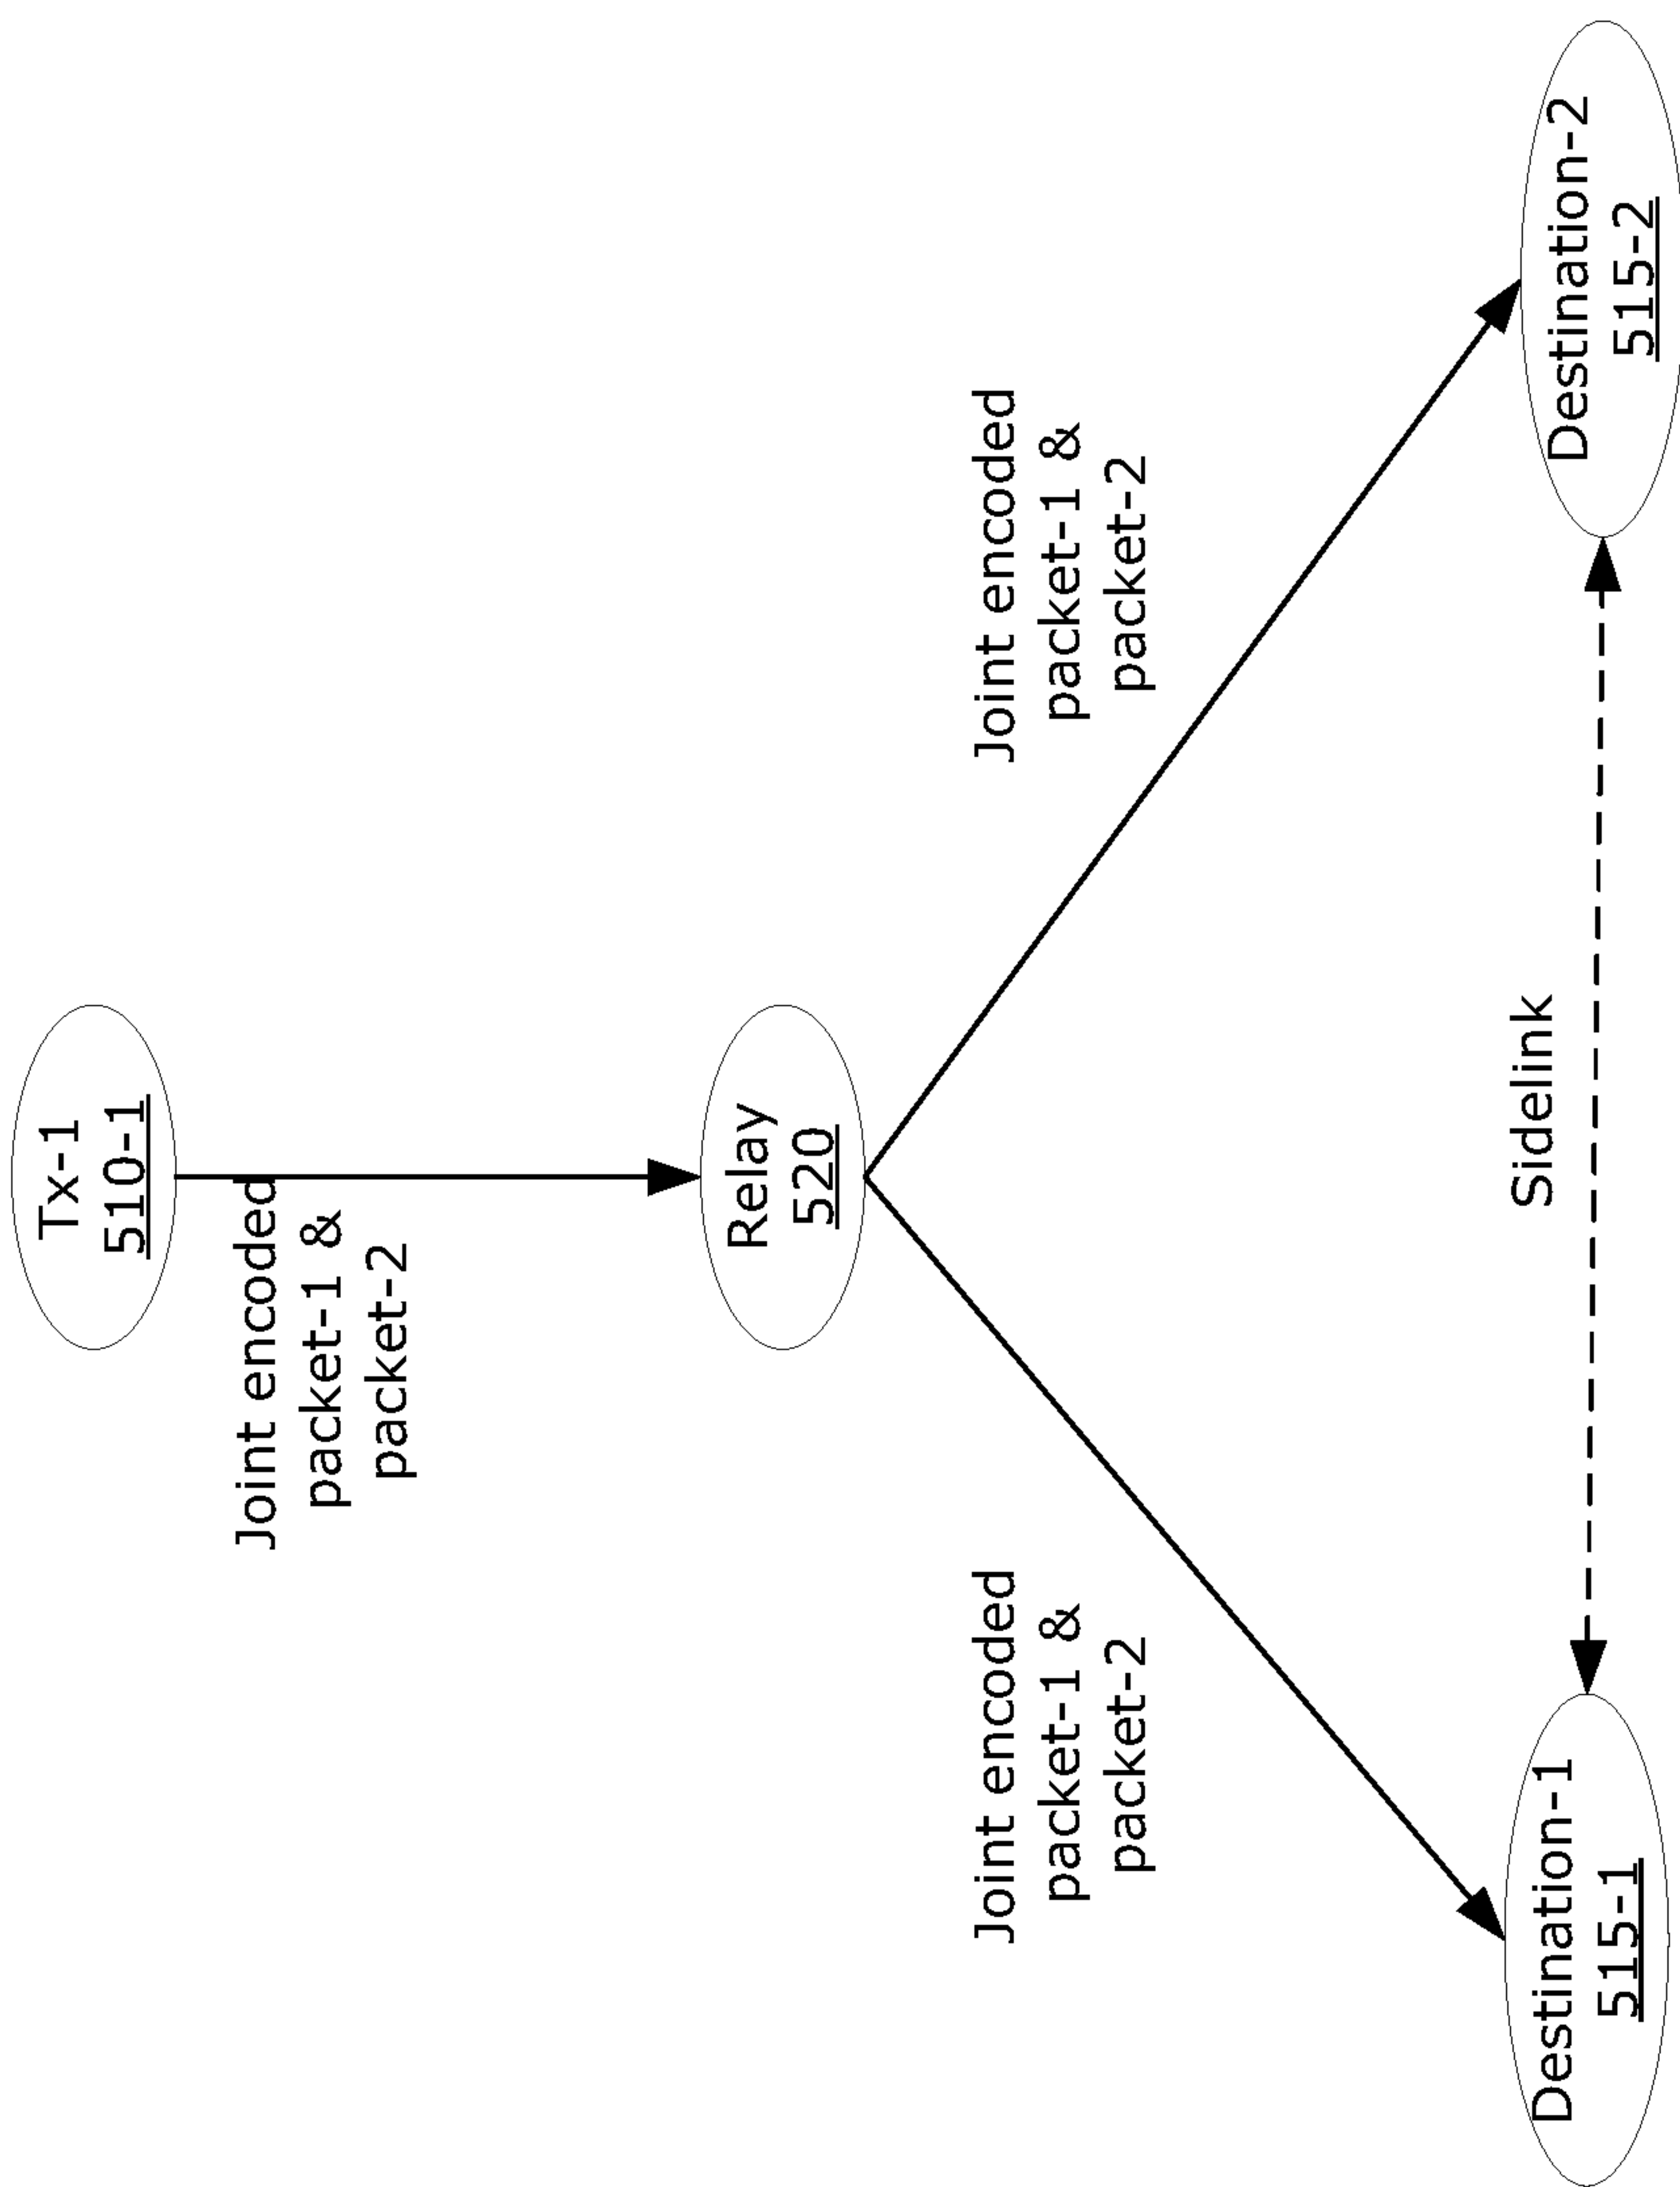 Tx-1
510-1
Joint encoded
packet-1 &
packet-2
Relay
520
Joint encoded
packet-1 &
packet-2
Joint encoded
packet-1 &
packet-2
Sidelink
Destination-1
515-1
Destination-2
515-2